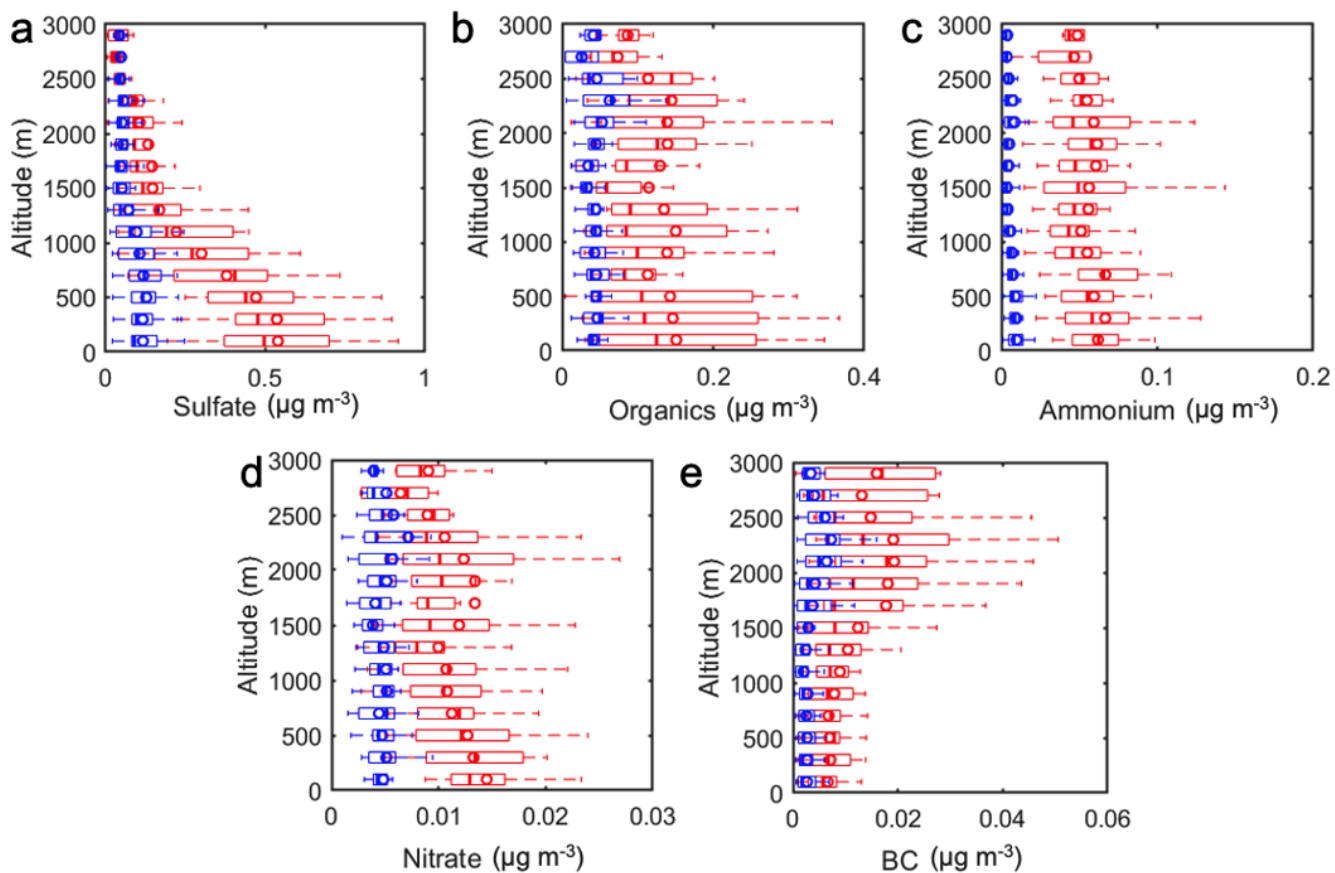 a
3000
2500
2000
1500
1000
500
0
Altitude (m)
0 0.5 1
Sulfate (µg m-3)
b
3000
2500
2000
1500
1000
500
0
Altitude (m)
0 0.2 0.4
Organics (µg m-3)
c
3000
2500
2000
1500
1000
500
0
Altitude (m)
0 0.1 0.2
Ammonium (µg m-3)
d
3000
2500
2000
1500
1000
500
0
Altitude (m)
0 0.01 0.02 0.03
Nitrate (µg m-3)
e
3000
2500
2000
1500
1000
500
0
Altitude (m)
0 0.02 0.04 0.06
BC (µg m-3)